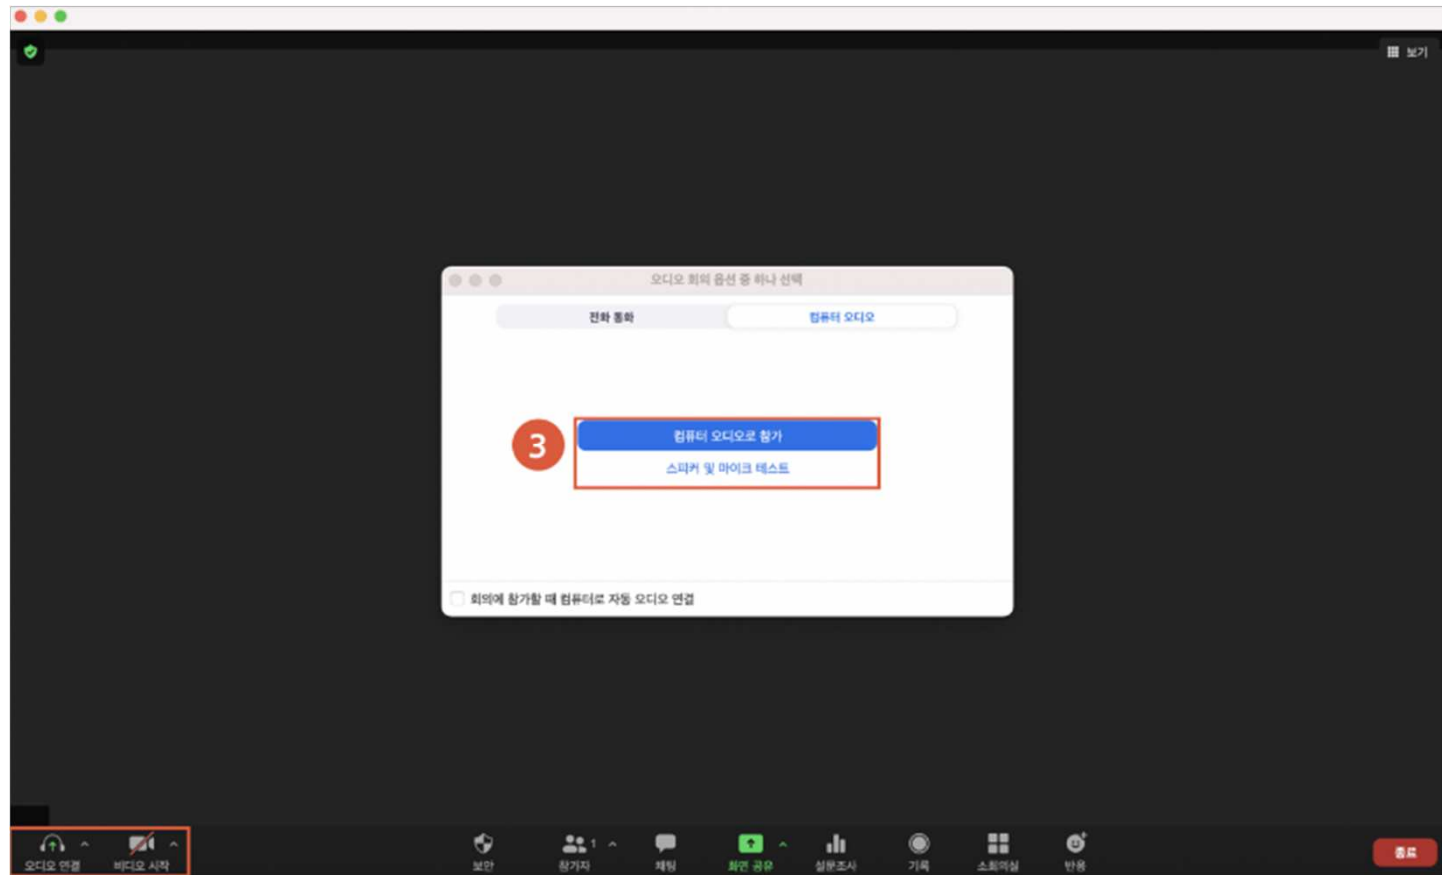 보기
오디오 회의 옵션 중 하나 선택
전화 통화
컴퓨터 오디오
3
컴퓨터 오디오로 참가
스피커 및 마이크 테스트
회의에 참가할 때 컴퓨터로 자동 오디오 연결
오디오 연결
비디오 시작
보안
1
참가자
채팅
화면 공유
설문조사
기록
소회의실
반응
종료